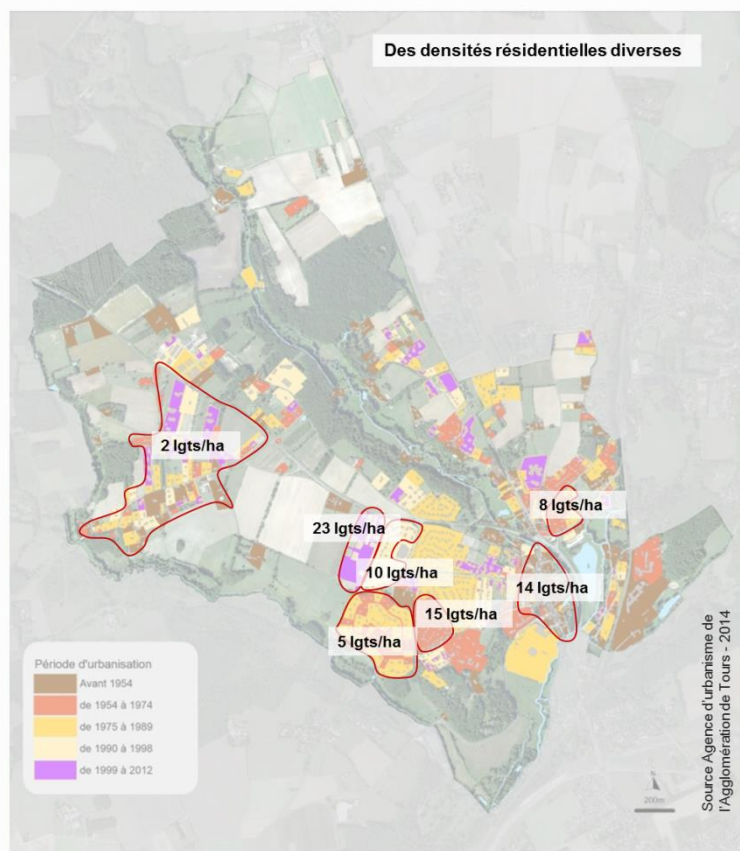 Des densités résidentielles diverses
2 lgts/ha
8 lgts/ha
23 lgts/ha
10 lgts/ha
14 lgts/ha
15 lgts/ha
5 lgts/ha
Période d'urbanisation
Avant 1954
de 1954 à 1974
de 1975 à 1989
de 1990 à 1998
de 1999 à 2012
N
200m
Source Agence d'urbanisme de
l'Agglomération de Tours - 2014